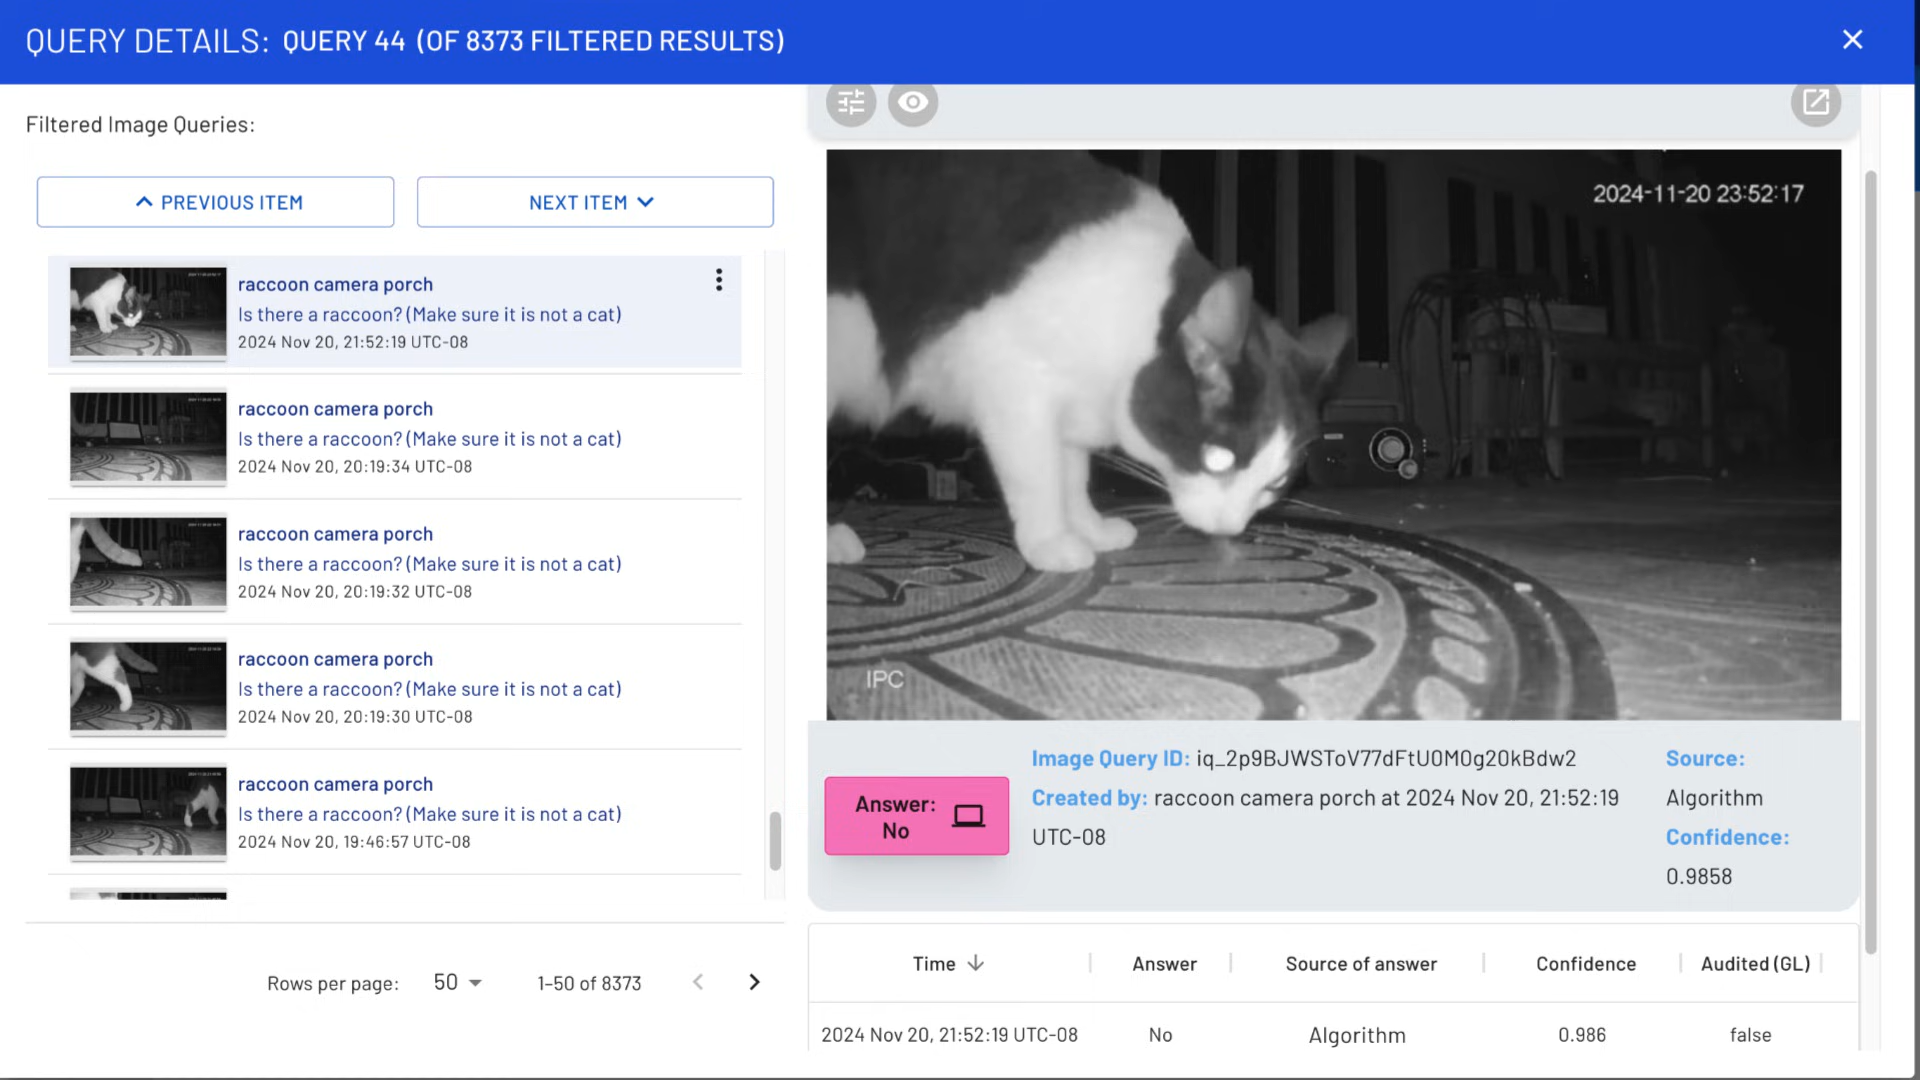 QUERY DETAILS: QUERY 44 (OF 8373 FILTERED RESULTS)
Filtered Image Queries:
PREVIOUS ITEM
NEXT ITEM
raccoon camera porch
Is there a raccoon? (Make sure it is not a cat)
2024 Nov 20, 21:52:19 UTC-08
raccoon camera porch
Is there a raccoon? (Make sure it is not a cat)
2024 Nov 20, 20:19:34 UTC-08
raccoon camera porch
Is there a raccoon? (Make sure it is not a cat)
2024 Nov 20, 20:19:32 UTC-08
raccoon camera porch
Is there a raccoon? (Make sure it is not a cat)
2024 Nov 20, 20:19:30 UTC-08
raccoon camera porch
Is there a raccoon? (Make sure it is not a cat)
2024 Nov 20, 19:46:57 UTC-08
Rows per page: 50 1-50 of 8373
2024-11-20 23:52:17
IPC
Answer:
No
Image Query ID: iq_2p9BJWSToV77dFtU0M0g20kBdw2
Created by: raccoon camera porch at 2024 Nov 20, 21:52:19
UTC-08
Source:
Algorithm
Confidence:
0.9858
Time Answer Source of answer Confidence Audited (GL)
2024 Nov 20, 21:52:19 UTC-08 No Algorithm 0.986 false